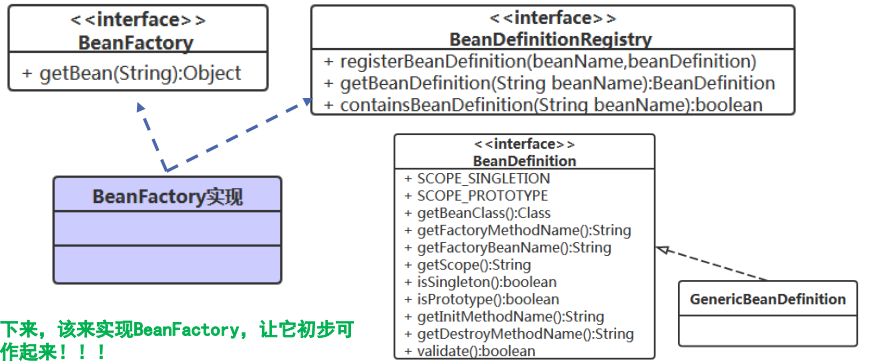 <<interface>>
BeanFactory
+ getBean(String):Object
<<interface>>
BeanDefinitionRegistry
+ registerBeanDefinition(beanName,beanDefinition)
+ getBeanDefinition(String beanName):BeanDefinition
+ containsBeanDefinition(String beanName):boolean
BeanFactory实现
<<interface>>
BeanDefinition
+ SCOPE_SINGLETION
+ SCOPE_PROTOTYPE
+ getBeanClass():Class
+ getFactoryMethodName():String
+ getFactoryBeanName():String
+ getScope():String
+ isSingleton():boolean
+ isPrototype():boolean
+ getInitMethodName():String
+ getDestroyMethodName():String
+ validate():boolean
GenericBeanDefinition
下来，该来实现BeanFactory，让它初步可
作起来！！！